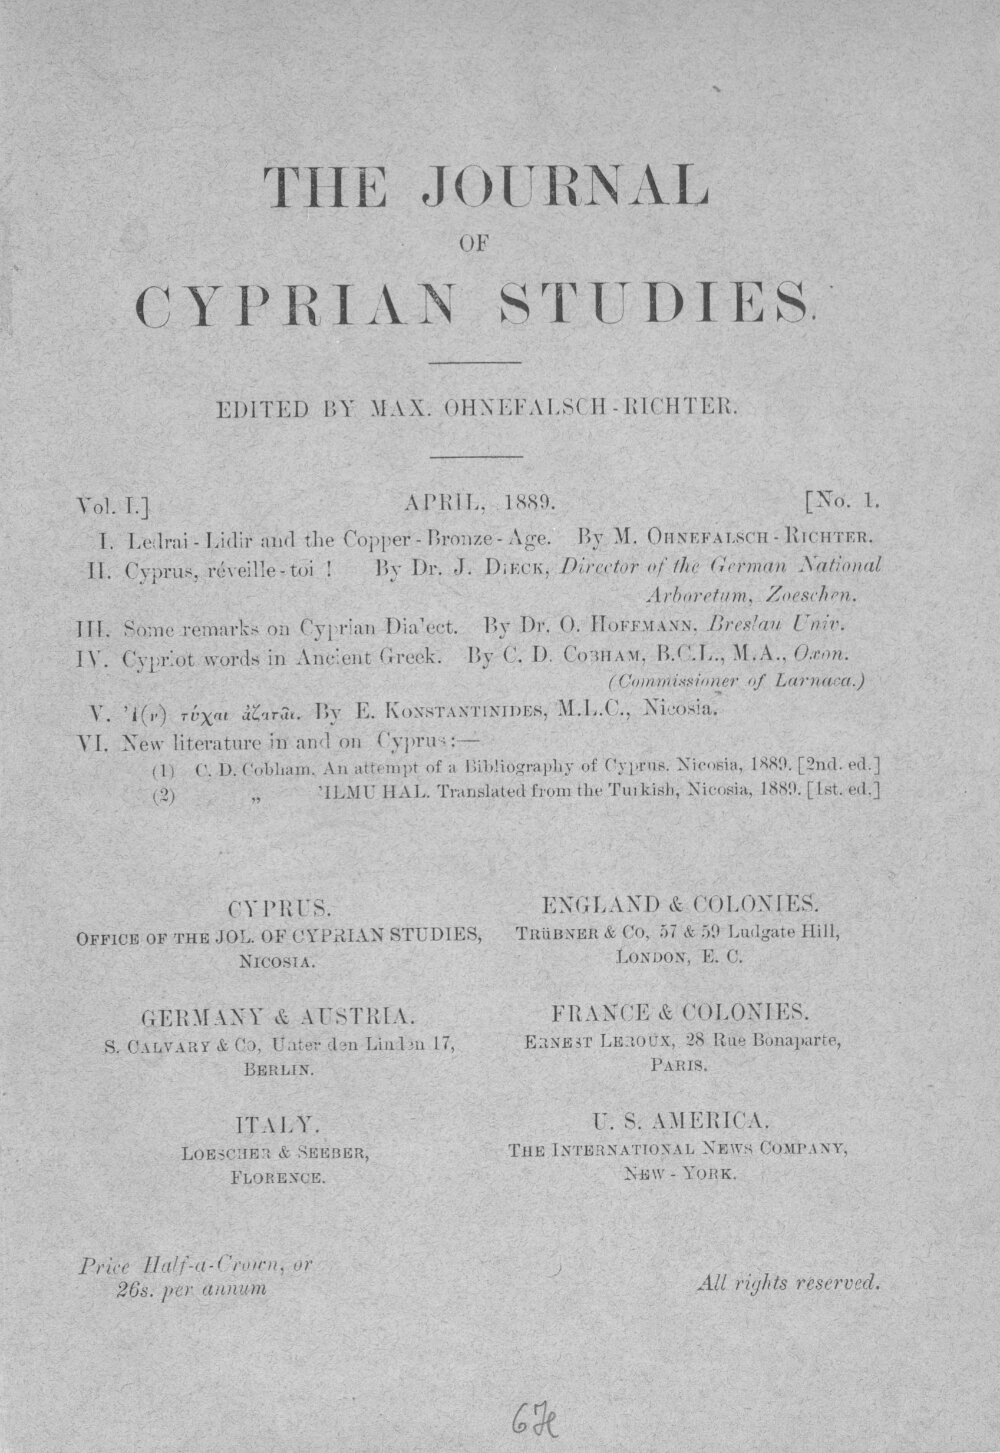 THE JOURNAL
OF
CYPRIAN STUDIES.
EDITED BY MAX. OHNEFALSCH-RICHTER.
Vol. I.] APRIL, 1889. [No. 1.
I. Ledrai-Lidir and the Copper-Bronze-Age. By M. OHNEFALSCH-RICHTER.
II. Cyprus, réveille-toi ! By Dr. J. DIECK, Director of the German National
Arboretum, Zoeschen.
III. Some remarks on Cyprian Dialect. By Dr. O. HOFFMANN. Breslau Univ.
IV. Cypriot words in Ancient Greek. By C. D. COBHAM, B.C.L., M.A., Oxon.
(Commissioner of Larnaca.)
V. ’ἰ(ν) τύχαι ἀζαταῖ. By E. KONSTANTINIDES, M.L.C., Nicosia.
VI. New literature in and on Cyprus:—
(1) C. D. Cobham. An attempt of a Bibliography of Cyprus. Nicosia, 1889. [2nd. ed.]
(2) „ ’ILMU HAL. Translated from the Turkish, Nicosia, 1889. [1st. ed.]
CYPRUS.
OFFICE OF THE JOL. OF CYPRIAN STUDIES,
NICOSIA.
ENGLAND & COLONIES.
TRÜBNER & Co, 57 & 59 Ludgate Hill,
LONDON, E. C.
GERMANY & AUSTRIA.
S. CALVARY & Co, Unter den Linden 17,
BERLIN.
FRANCE & COLONIES.
ERNEST LEROUX, 28 Rue Bonaparte,
PARIS.
ITALY.
LOESCHER & SEEBER,
FLORENCE.
U. S. AMERICA.
THE INTERNATIONAL NEWS COMPANY,
NEW-YORK.
Price Half-a-Crown, or
26s. per annum
All rights reserved.